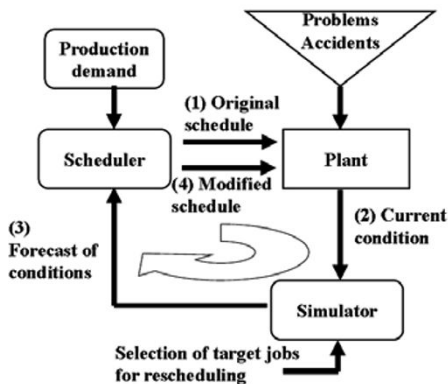 Problems
Accidents
Production
demand
(1) Original
schedule
Scheduler
Plant
(4) Modified
schedule
(2) Current
condition
(3)
Forecast of
conditions
Simulator
Selection of target jobs
for rescheduling